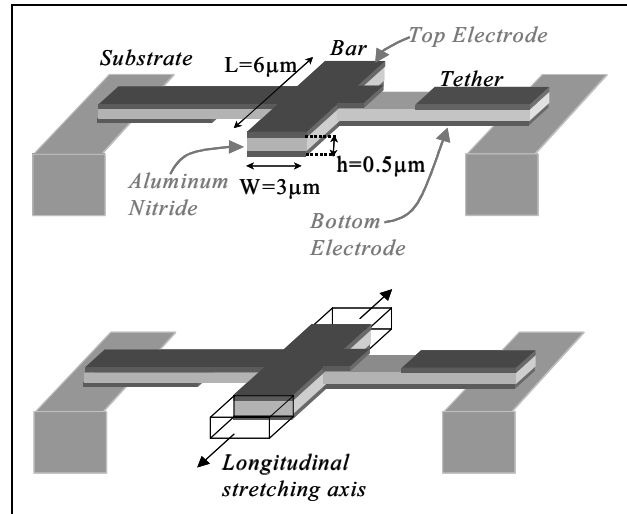 Top Electrode
Bar
Substrate
L=6μm
Tether
Aluminum
Nitride
W=3μm
h=0.5μm
Bottom
Electrode
Longitudinal
stretching axis